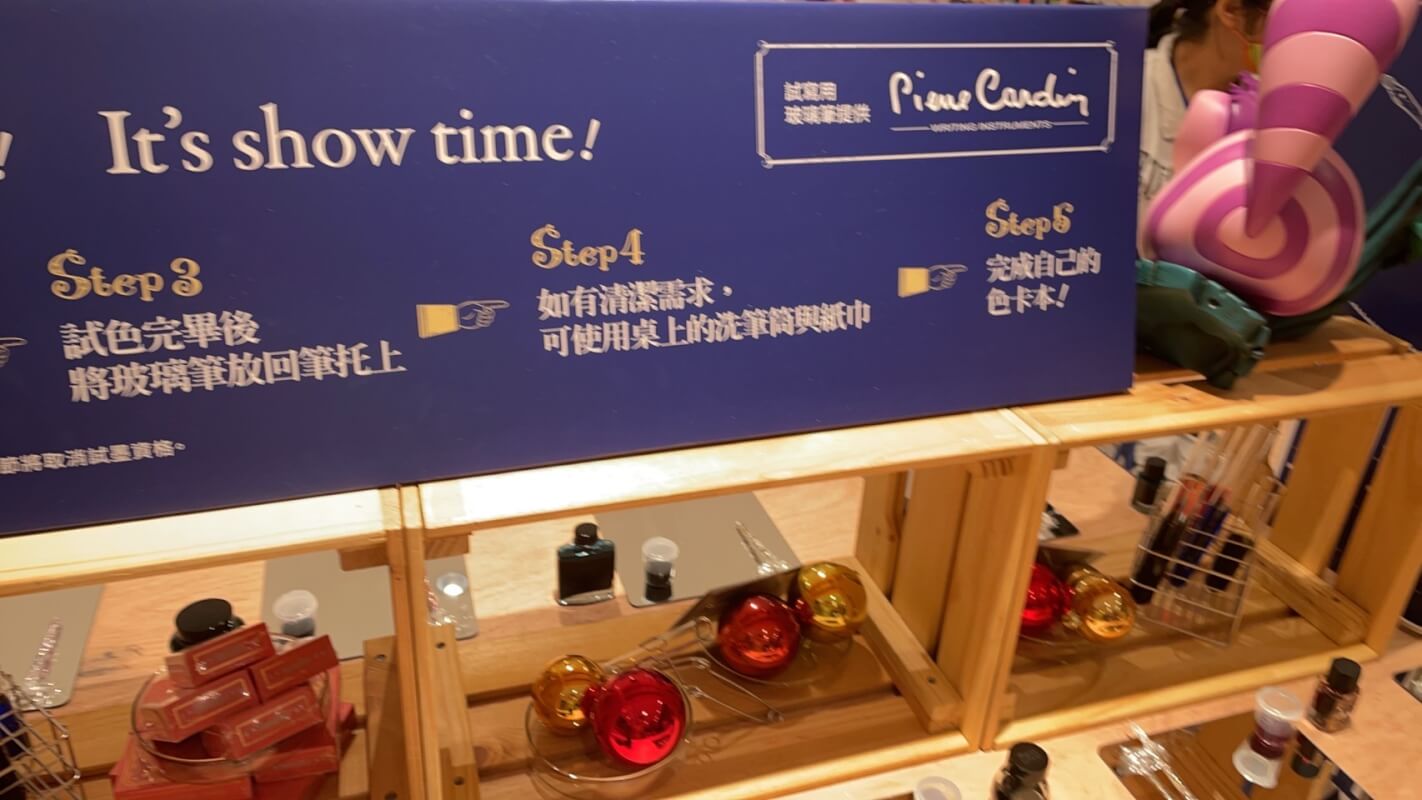 It's show time!
試寫用
玻璃筆提供
Pierre Cardin
WRITING INSTRUMENTS
Step 3
試色完畢後
將玻璃筆放回筆托上
Step 4
如有清潔需求，
可使用桌上的洗筆筒與紙巾
Step 5
完成自己的
色卡本！
將取消試墨資格。